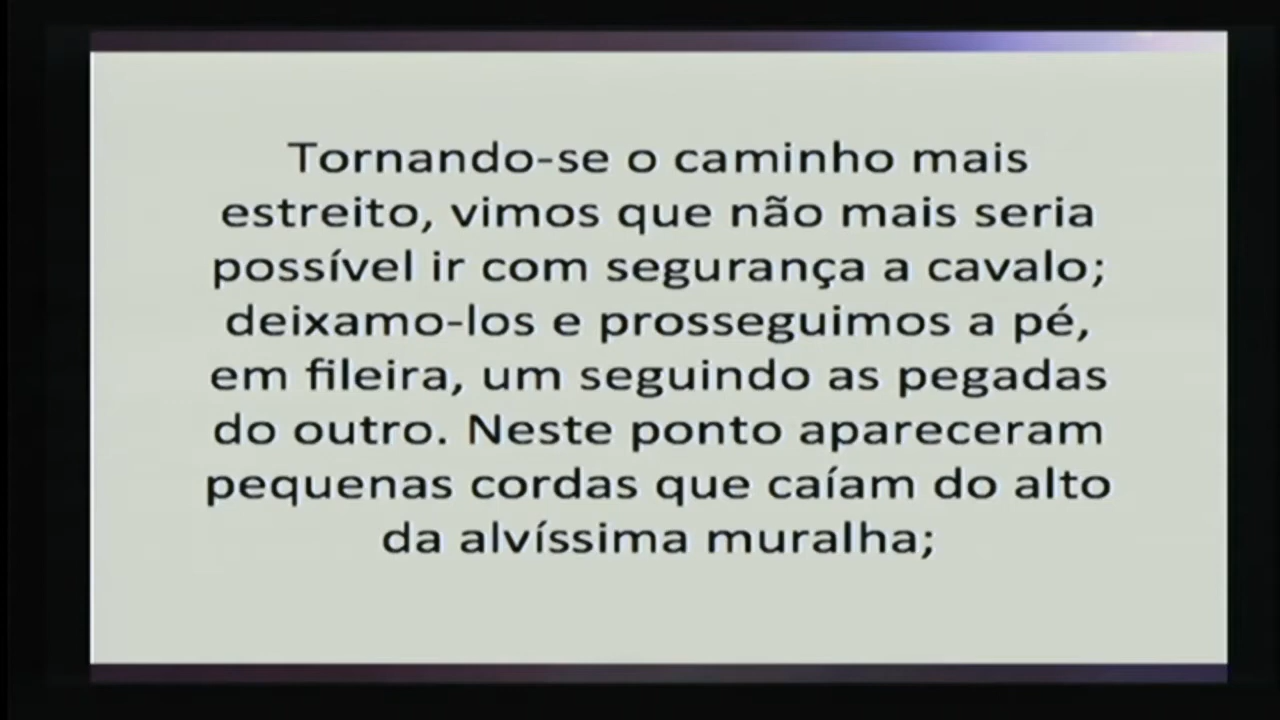 Tornando-se o caminho mais
estreito, vimos que não mais seria
possível ir com segurança a cavalo;
deixamo-los e prosseguimos a pé,
em fileira, um seguindo as pegadas
do outro. Neste ponto apareceram
pequenas cordas que caíam do alto
da alvíssima muralha;